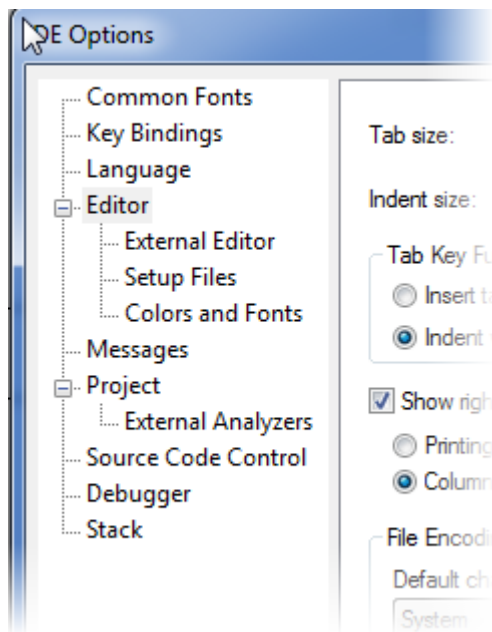 DE Options
Common Fonts
Key Bindings
Language
Editor
External Editor
Setup Files
Colors and Fonts
Messages
Project
External Analyzers
Source Code Control
Debugger
Stack
Tab size:
Indent size:
Tab Key Fu
Insert ta
Indent
Show righ
Printing
Column
File Encodi
Default ch
System